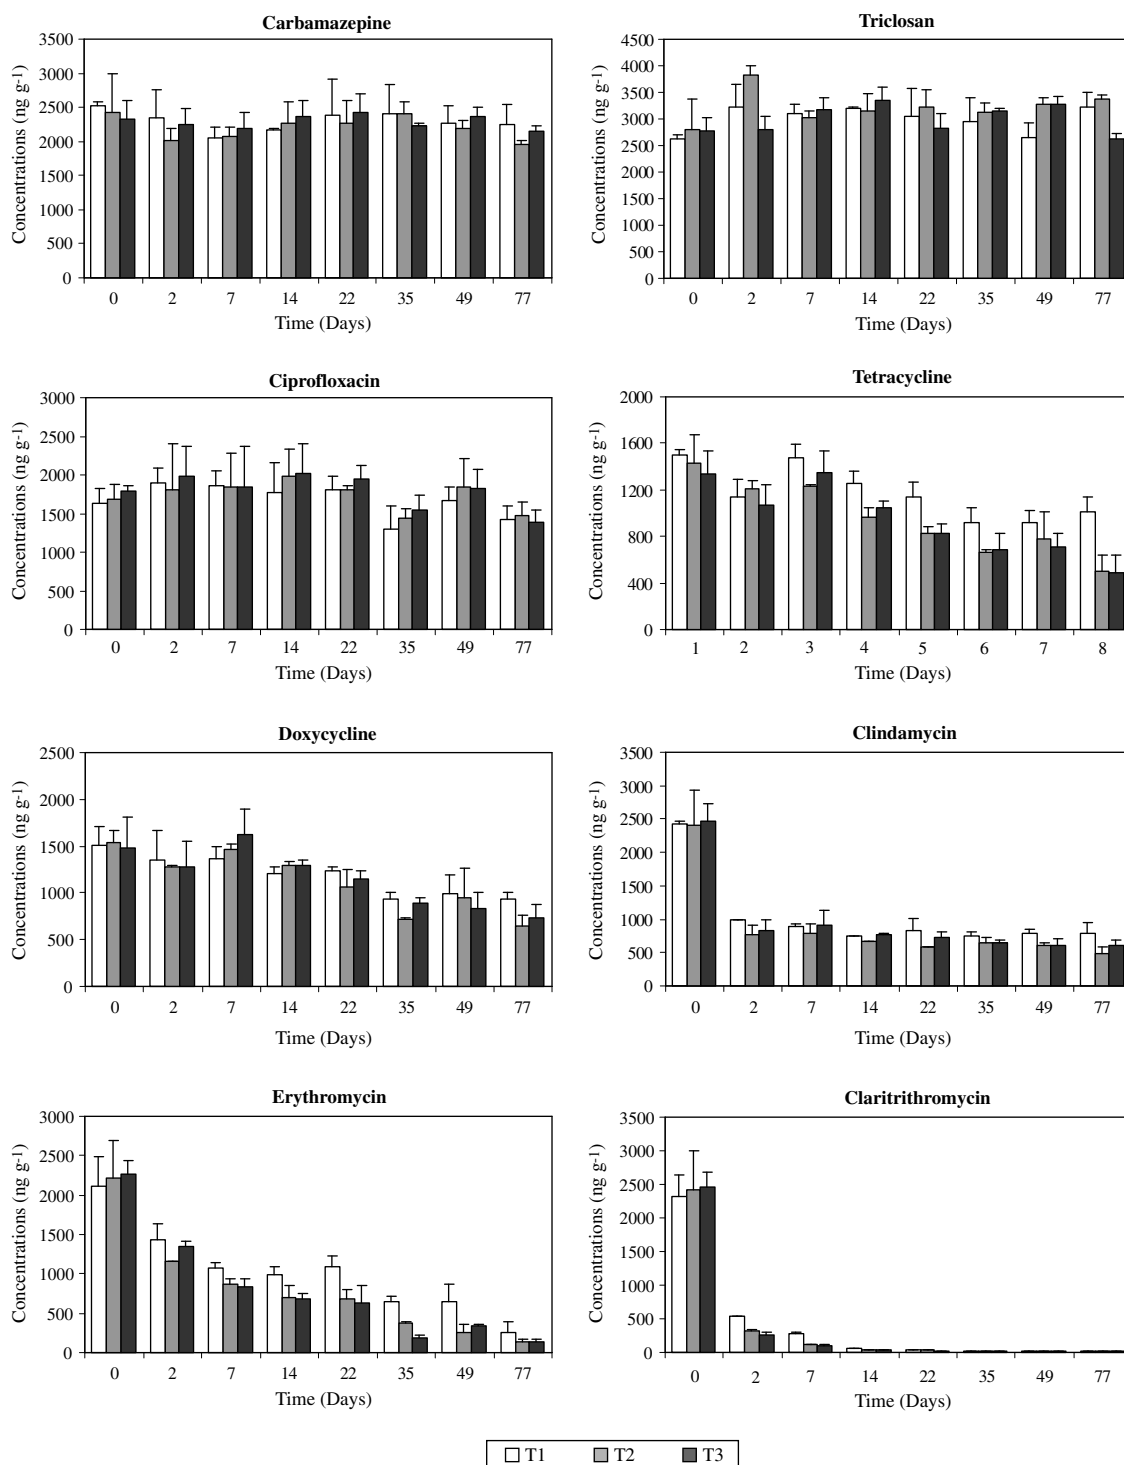 Carbamazepine
Concentrations (ng g-1)
3500
3000
2500
2000
1500
1000
500
0
0 2 7 14 22 35 49 77
Time (Days)
Triclosan
Concentrations (ng g-1)
4500
4000
3500
3000
2500
2000
1500
1000
500
0
0 2 7 14 22 35 49 77
Time (Days)
Ciprofloxacin
Concentrations (ng g-1)
3000
2500
2000
1500
1000
500
0
0 2 7 14 22 35 49 77
Time (Days)
Tetracycline
Concentrations (ng g-1)
2000
1600
1200
800
400
0
1 2 3 4 5 6 7 8
Time (Days)
Doxycycline
Concentrations (ng g-1)
2500
2000
1500
1000
500
0
0 2 7 14 22 35 49 77
Time (Days)
Clindamycin
Concentrations (ng g-1)
3500
3000
2500
2000
1500
1000
500
0
0 2 7 14 22 35 49 77
Time (Days)
Erythromycin
Concentrations (ng g-1)
3000
2500
2000
1500
1000
500
0
0 2 7 14 22 35 49 77
Time (Days)
Claritrithromycin
Concentrations (ng g-1)
3500
3000
2500
2000
1500
1000
500
0
0 2 7 14 22 35 49 77
Time (Days)
T1 T2 T3